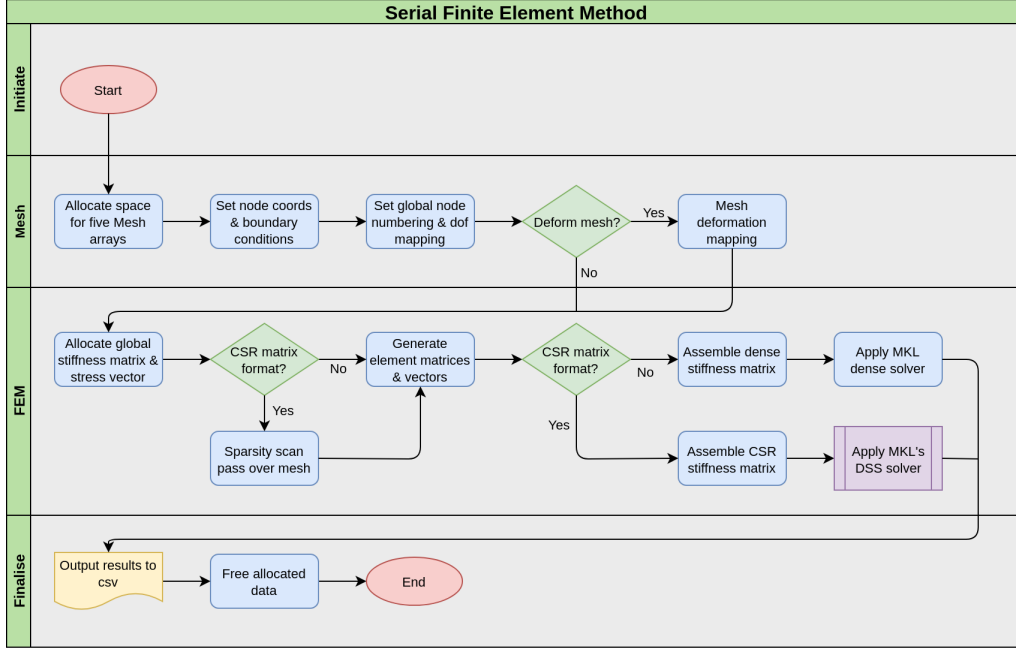 Serial Finite Element Method
Initiate
Start
Mesh
Allocate space
for five Mesh
arrays
Set node coords
& boundary
conditions
Set global node
numbering & dof
mapping
Deform mesh?
Yes
No
Mesh
deformation
mapping
FEM
Allocate global
stiffness matrix &
stress vector
CSR matrix
format?
No
Yes
Sparsity scan
pass over mesh
Generate
element matrices
& vectors
CSR matrix
format?
No
Yes
Assemble dense
stiffness matrix
Apply MKL
dense solver
Assemble CSR
stiffness matrix
Apply MKL's
DSS solver
Finalise
Output results to
csv
Free allocated
data
End